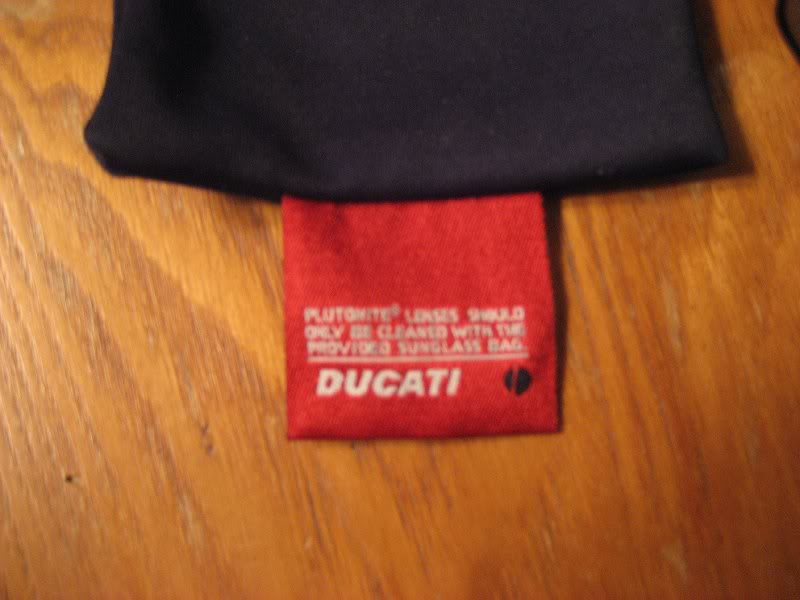 PLUTONITE® LENSES SHOULD
ONLY BE CLEANED WITH THE
PROVIDED SUNGLASS BAG.
DUCATI